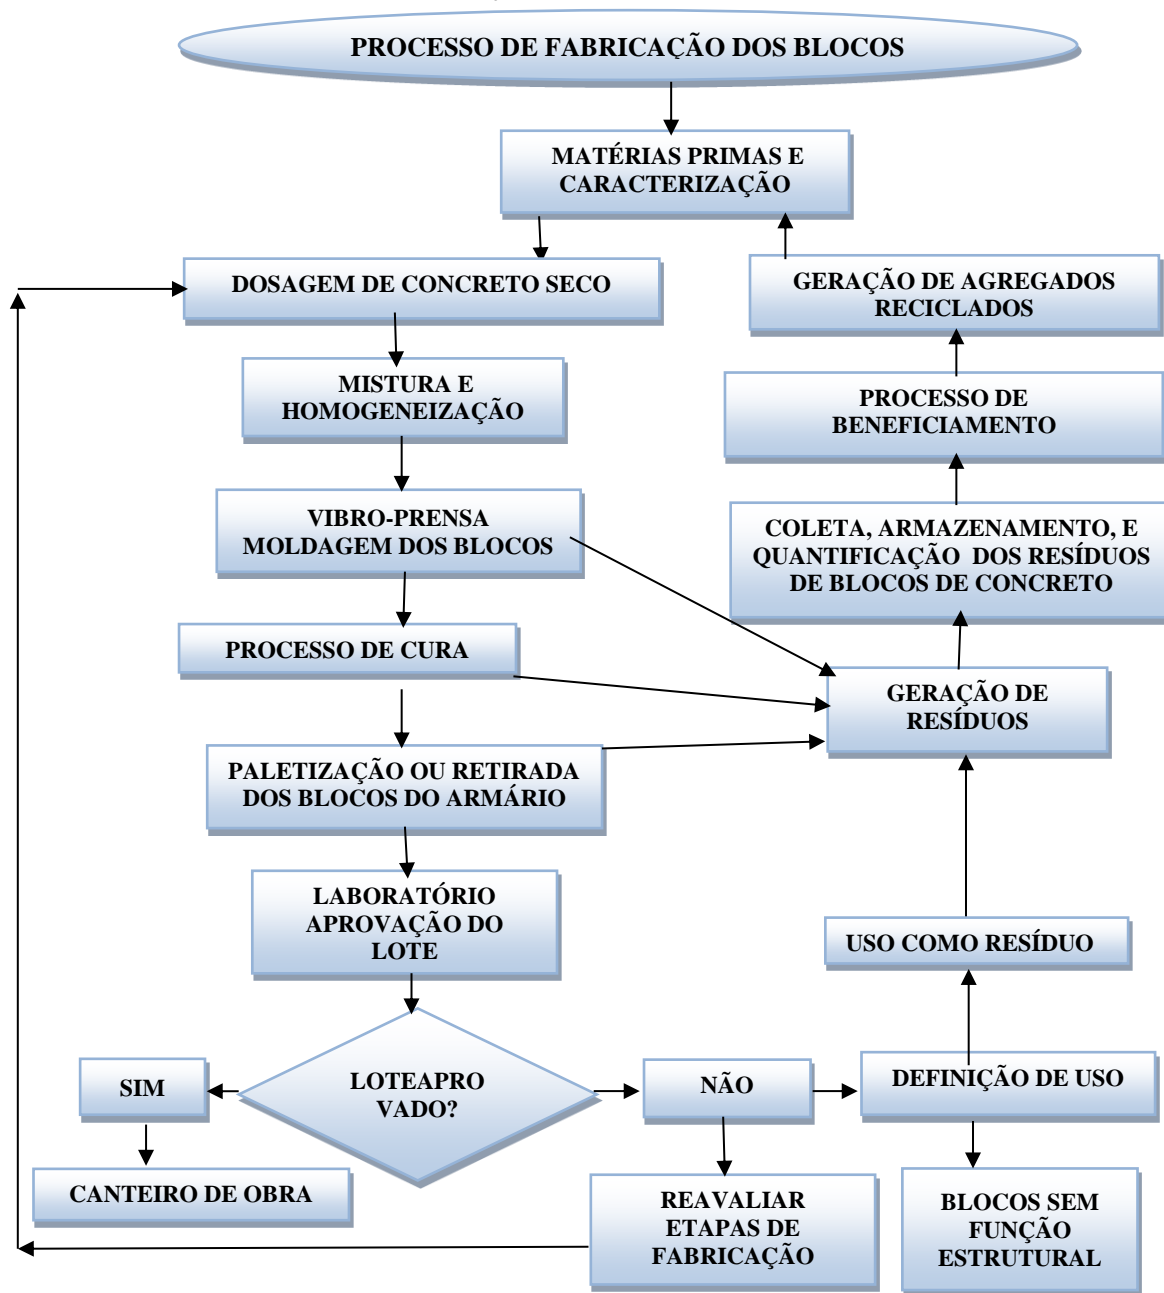 PROCESSO DE FABRICAÇÃO DOS BLOCOS
MATÉRIAS PRIMAS E
CARACTERIZAÇÃO
DOSAGEM DE CONCRETO SECO
GERAÇÃO DE AGREGADOS
RECICLADOS
MISTURA E
HOMOGENEIZAÇÃO
PROCESSO DE
BENEFICIAMENTO
VIBRO-PRENSA
MOLDAGEM DOS BLOCOS
COLETA, ARMAZENAMENTO, E
QUANTIFICAÇÃO DOS RESÍDUOS
DE BLOCOS DE CONCRETO
PROCESSO DE CURA
GERAÇÃO DE
RESÍDUOS
PALETIZAÇÃO OU RETIRADA
DOS BLOCOS DO ARMÁRIO
LABORATÓRIO
APROVAÇÃO DO
LOTE
USO COMO RESÍDUO
SIM
LOTEAPRO
VADO?
NÃO
DEFINIÇÃO DE USO
CANTEIRO DE OBRA
REAVALIAR
ETAPAS DE
FABRICAÇÃO
BLOCOS SEM
FUNÇÃO
ESTRUTURAL